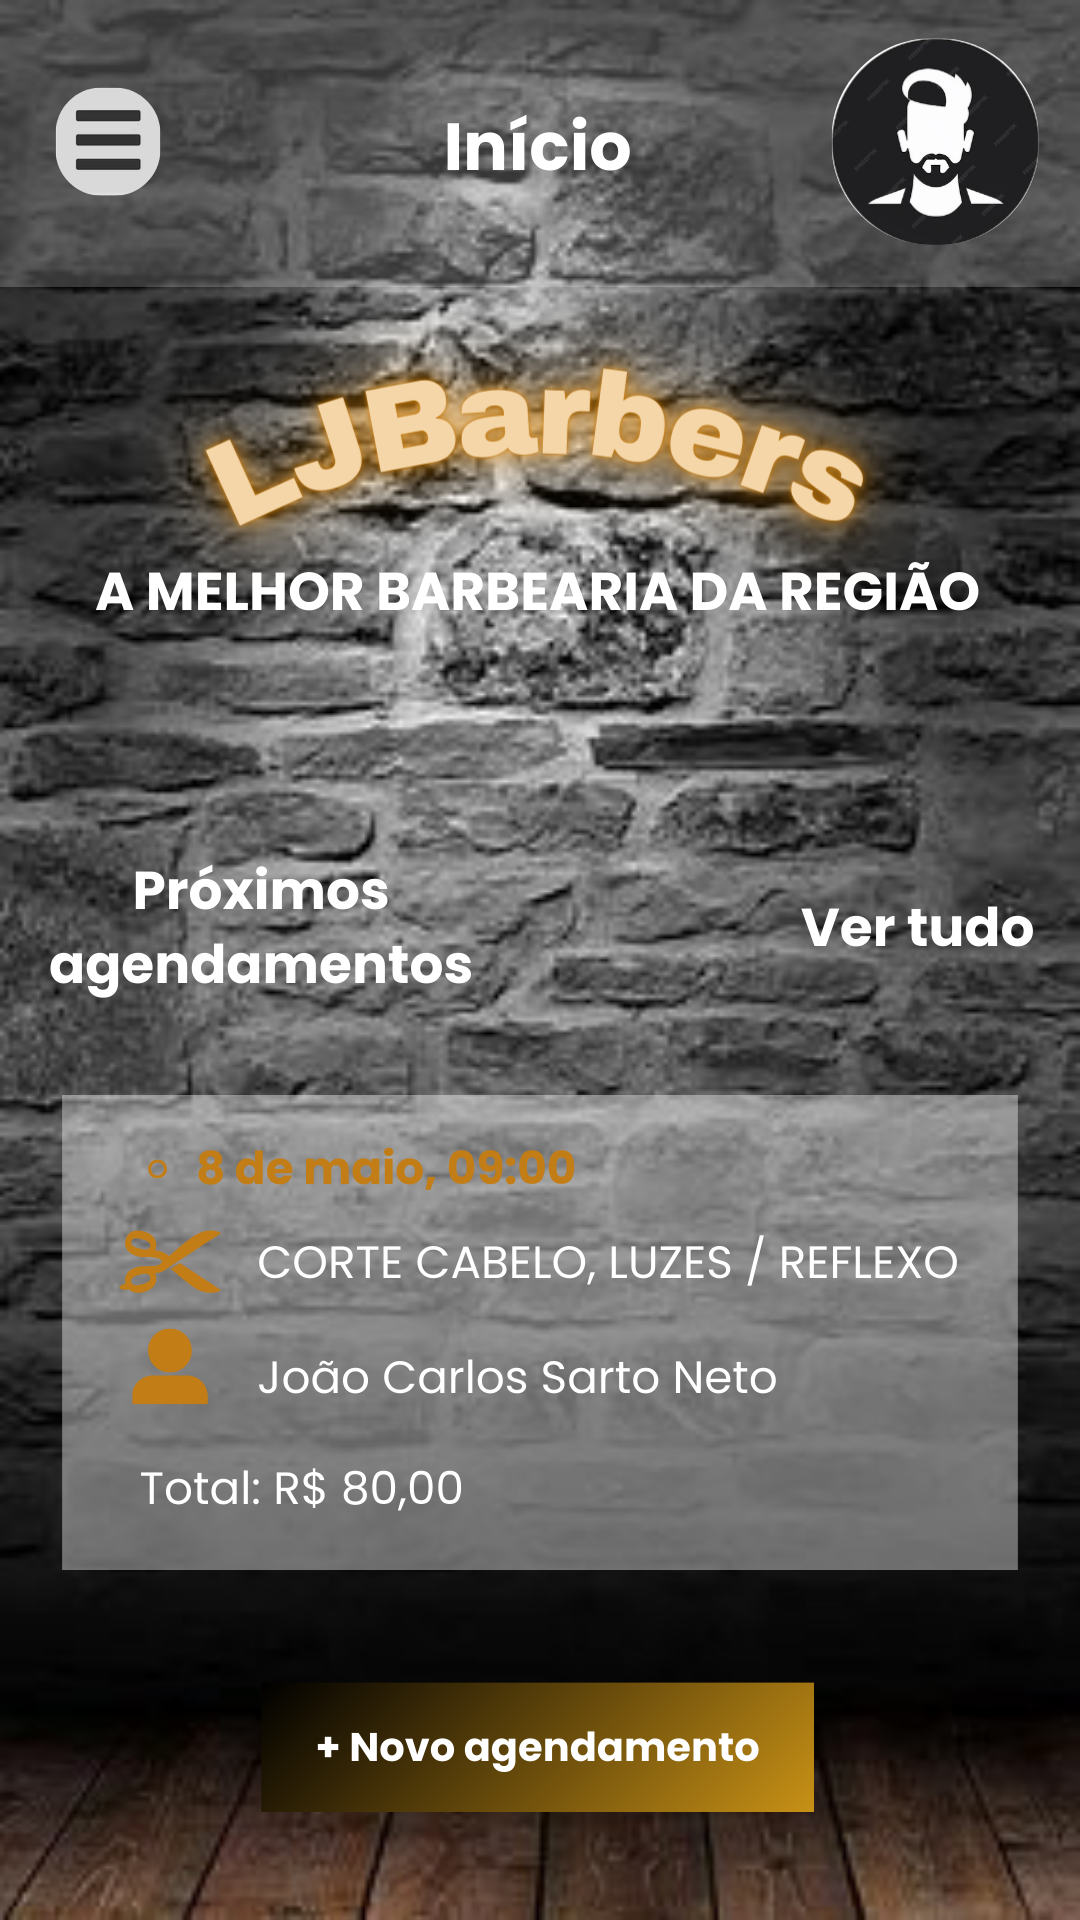 Início
LJBarbers
A MELHOR BARBEARIA DA REGIÃO
Próximos
agendamentos
Ver tudo
8 de maio, 09:00
CORTE CABELO, LUZES / REFLEXO
João Carlos Sarto Neto
Total: R$ 80,00
+ Novo agendamento